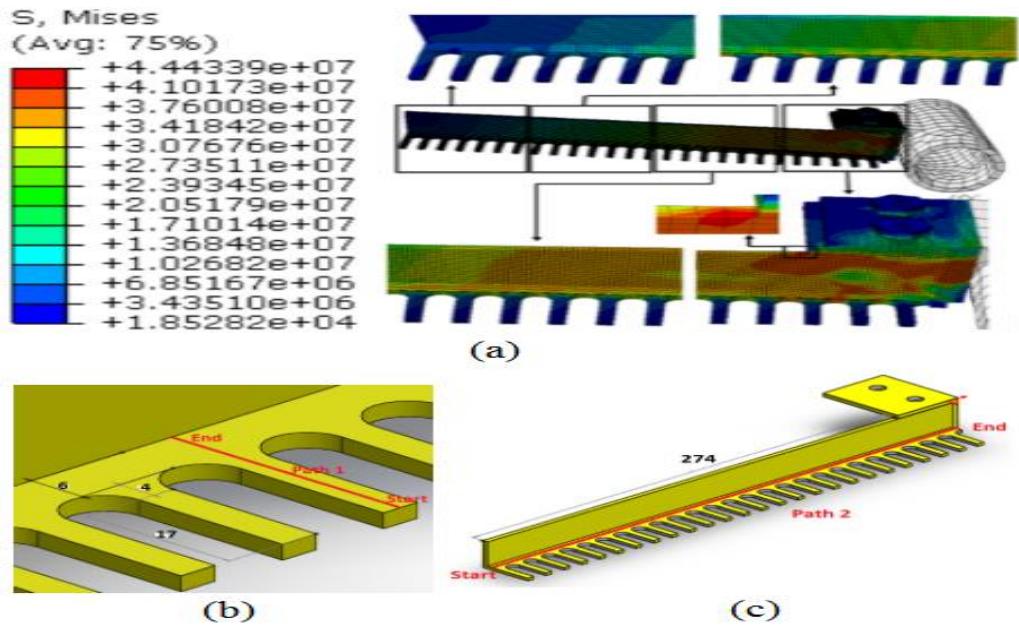 S, Mises
(Avg: 75%)
+4.44339e+07
+4.10173e+07
+3.76008e+07
+3.41842e+07
+3.07676e+07
+2.73511e+07
+2.39345e+07
+2.05179e+07
+1.71014e+07
+1.36848e+07
+1.02682e+07
+6.85167e+06
+3.43510e+06
+1.85282e+04
(a)
End
Path 1
Start
6
4
17
(b)
274
End
Path 2
Start
(c)